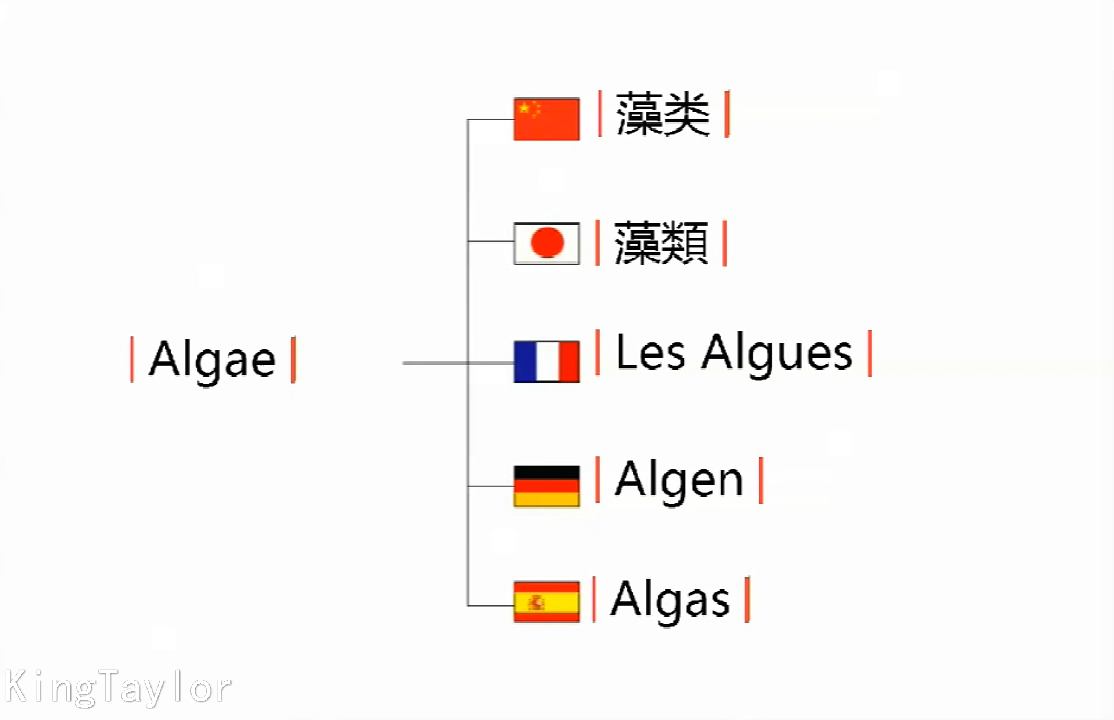 藻类
藻類
Les Algues
Algae
Algen
Algas
KingTaylor